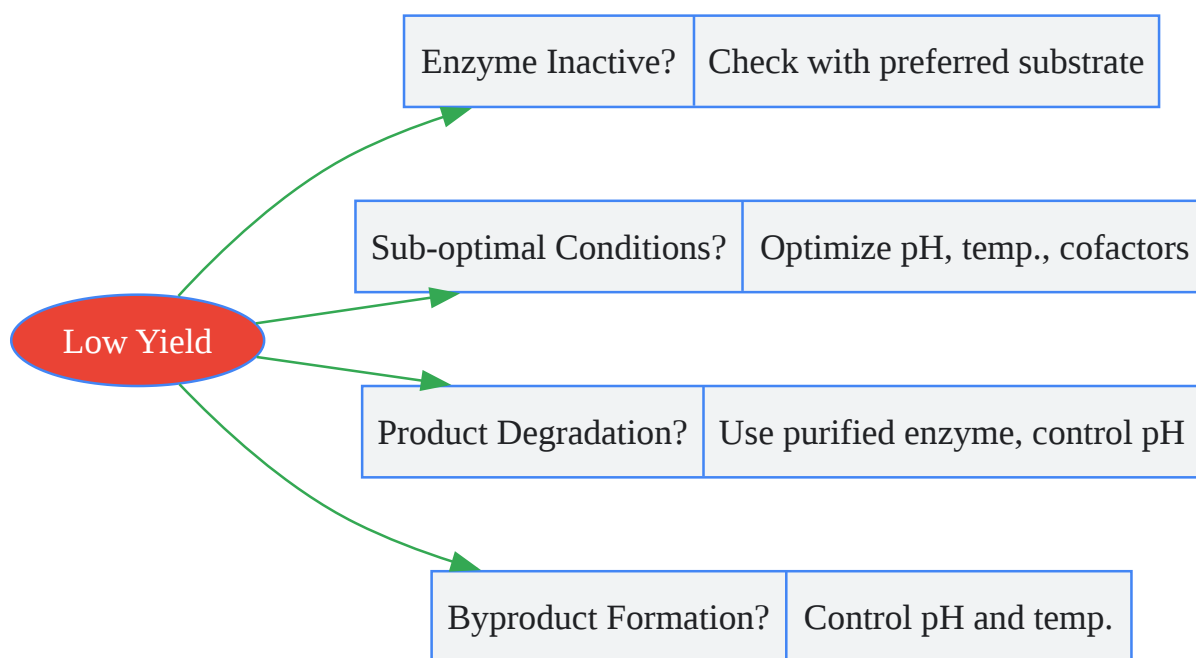 Enzyme Inactive? Check with preferred substrate
Sub-optimal Conditions? Optimize pH, temp., cofactors
Low Yield
Product Degradation? Use purified enzyme, control pH
Byproduct Formation? Control pH and temp.